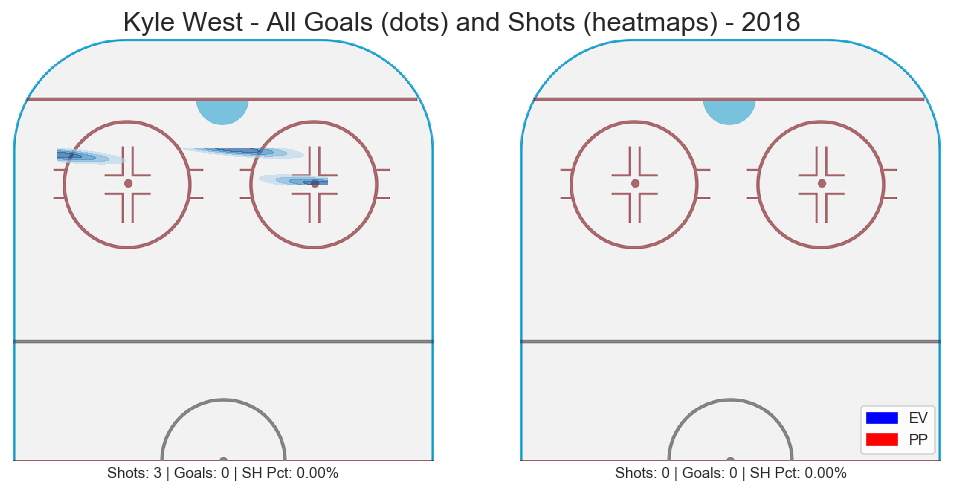 Kyle West - All Goals (dots) and Shots (heatmaps) - 2018
EV
PP
Shots: 3 | Goals: 0 | SH Pct: 0.00%
Shots: 0 | Goals: 0 | SH Pct: 0.00%